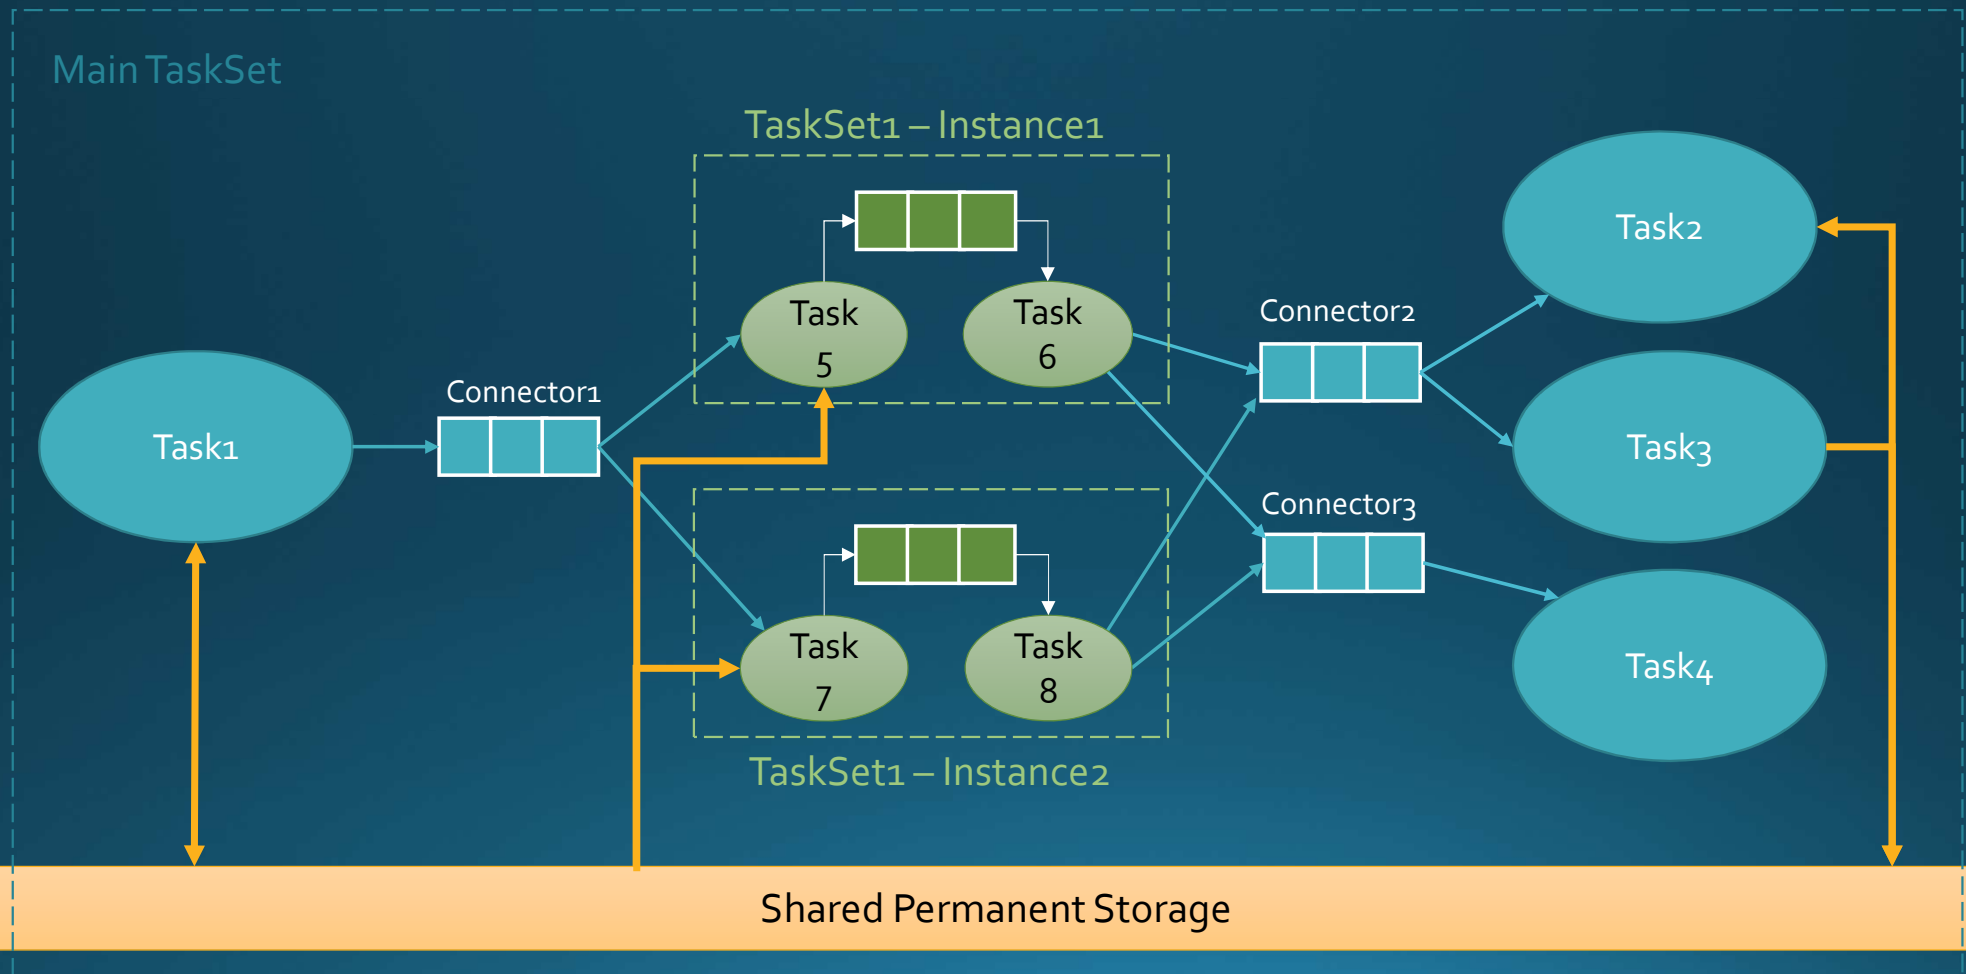 Main TaskSet
TaskSet1 – Instance1
Task
5
Task
6
Connector1
Task1
Connector2
Connector3
Task2
Task3
Task4
Task
7
Task
8
TaskSet1 – Instance2
Shared Permanent Storage